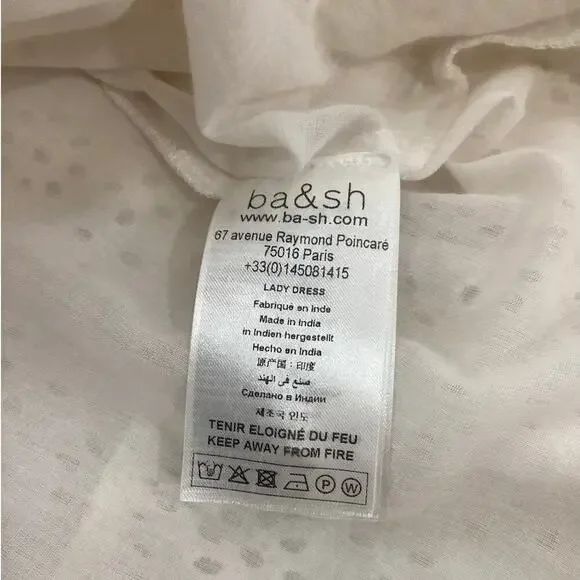 ba&sh
www.ba-sh.com
67 avenue Raymond Poincaré
75016 Paris
+33(0)145081415
LADY DRESS
Fabriqué en Inde
Made in India
in Indien hergestellt
Hecho en India
原产国：印度
صنع في الهند
Сделано в Индии
제조국 인도
TENIR ELOIGNÉ DU FEU
KEEP AWAY FROM FIRE
P W